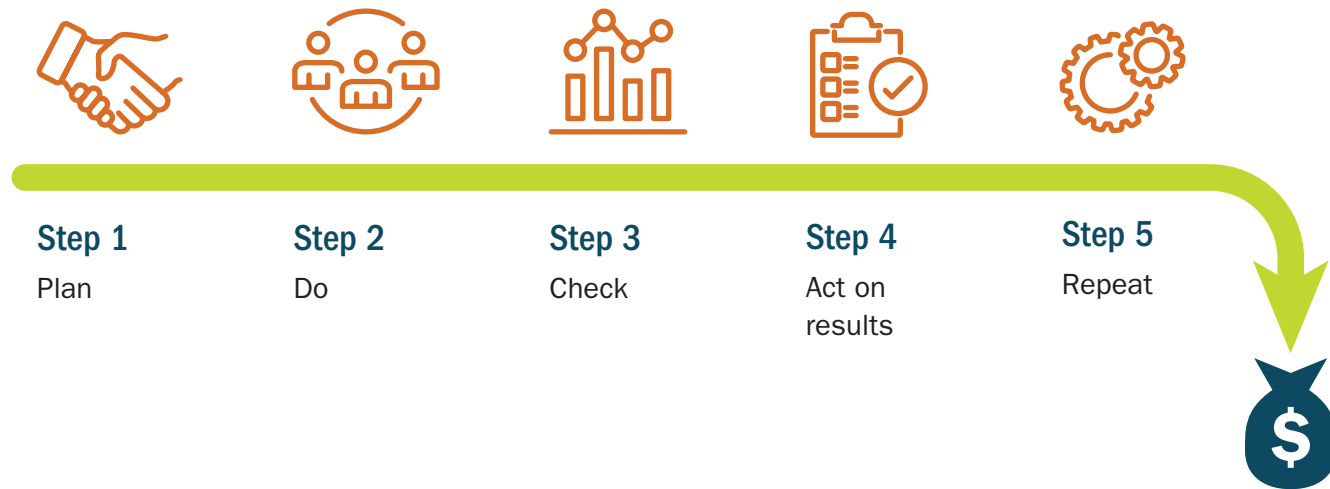 Step 1
Plan
Step 2
Do
Step 3
Check
Step 4
Act on
results
Step 5
Repeat
$